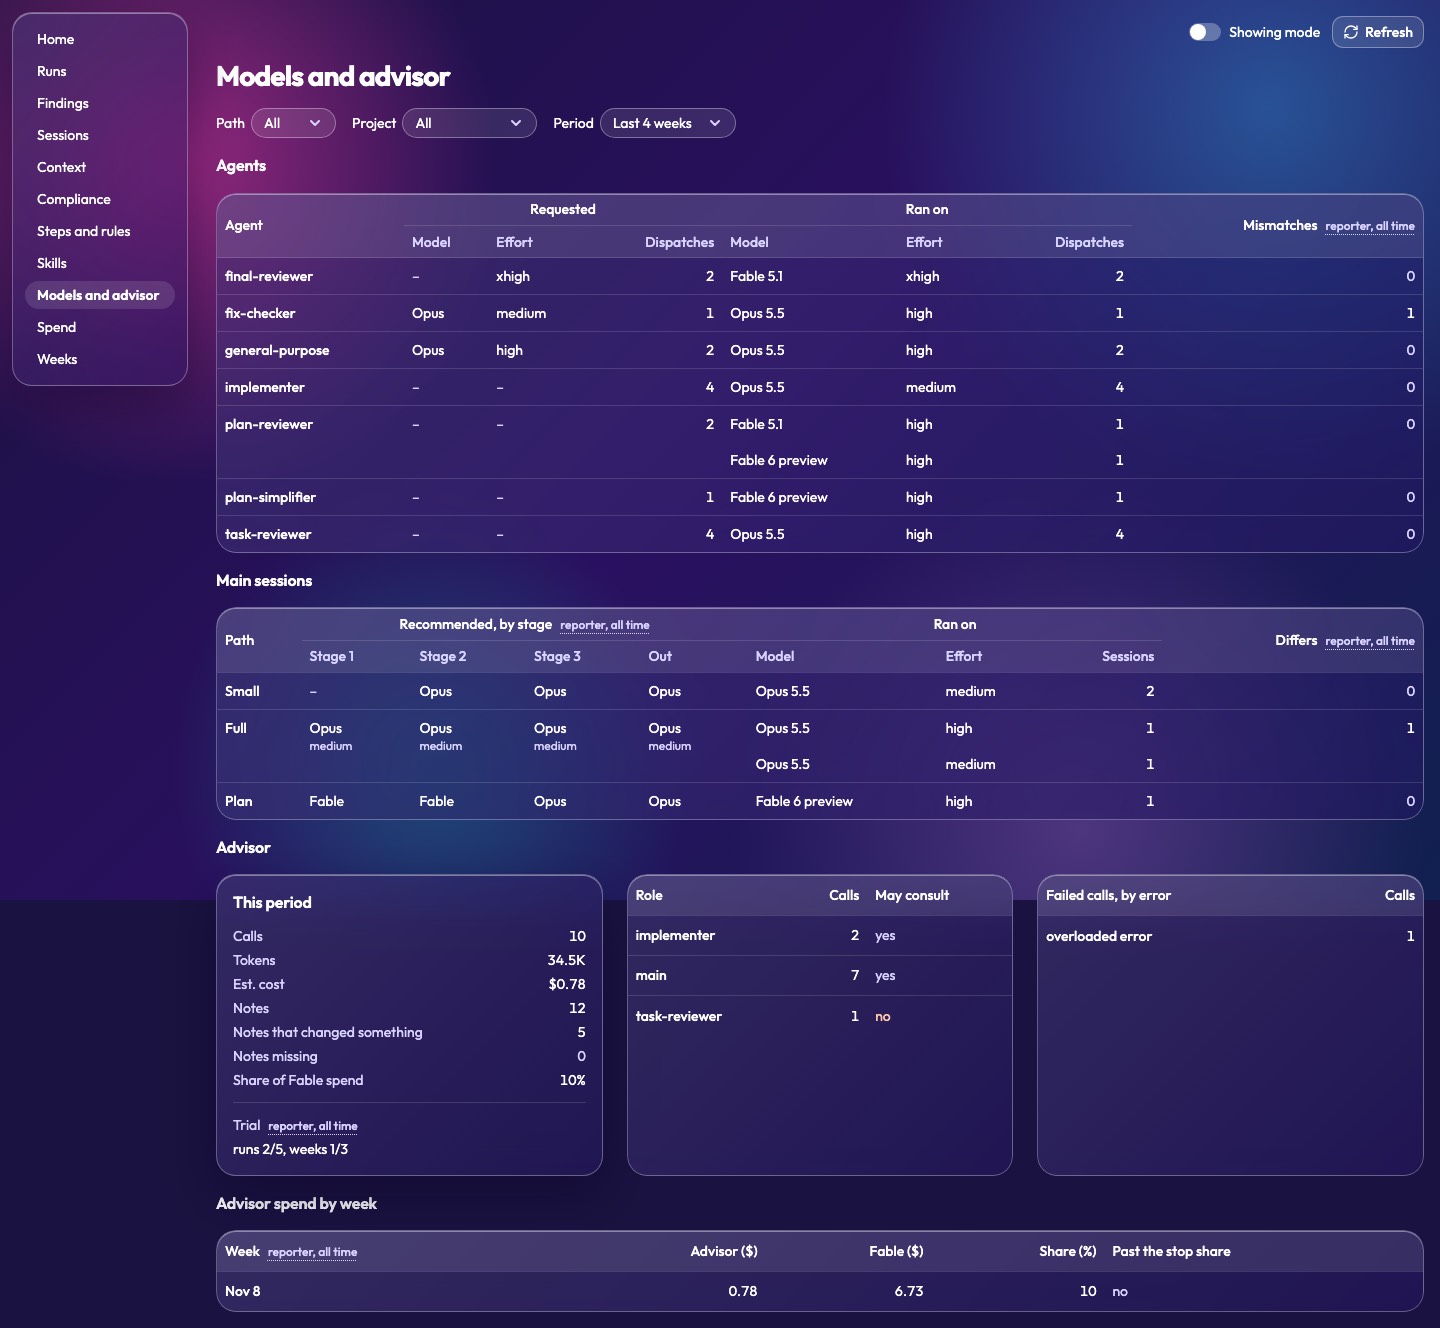 Home
Runs
Findings
Sessions
Context
Compliance
Steps and rules
Skills
Models and advisor
Spend
Weeks
Showing mode Refresh
Models and advisor
Path All Project All Period Last 4 weeks
Agents
Agent Requested Ran on Mismatches reporter, all time
Model Effort Dispatches Model Effort Dispatches
final-reviewer – xhigh 2 Fable 5.1 xhigh 2 0
fix-checker Opus medium 1 Opus 5.5 high 1 1
general-purpose Opus high 2 Opus 5.5 high 2 0
implementer – – 4 Opus 5.5 medium 4 0
plan-reviewer – – 2 Fable 5.1 high 1 0
Fable 6 preview high 1
plan-simplifier – – 1 Fable 6 preview high 1 0
task-reviewer – – 4 Opus 5.5 high 4 0
Main sessions
Path Recommended, by stage reporter, all time Ran on Differs reporter, all time
Stage 1 Stage 2 Stage 3 Out Model Effort Sessions
Small – Opus Opus Opus Opus 5.5 medium 2 0
Full Opus Opus Opus Opus Opus 5.5 high 1 1
medium medium medium medium
Opus 5.5 medium 1
Plan Fable Fable Opus Opus Fable 6 preview high 1 0
Advisor
This period
Calls 10
Tokens 34.5K
Est. cost $0.78
Notes 12
Notes that changed something 5
Notes missing 0
Share of Fable spend 10%
Trial reporter, all time
runs 2/5, weeks 1/3
Role Calls May consult
implementer 2 yes
main 7 yes
task-reviewer 1 no
Failed calls, by error Calls
overloaded error 1
Advisor spend by week
Week reporter, all time Advisor ($) Fable ($) Share (%) Past the stop share
Nov 8 0.78 6.73 10 no